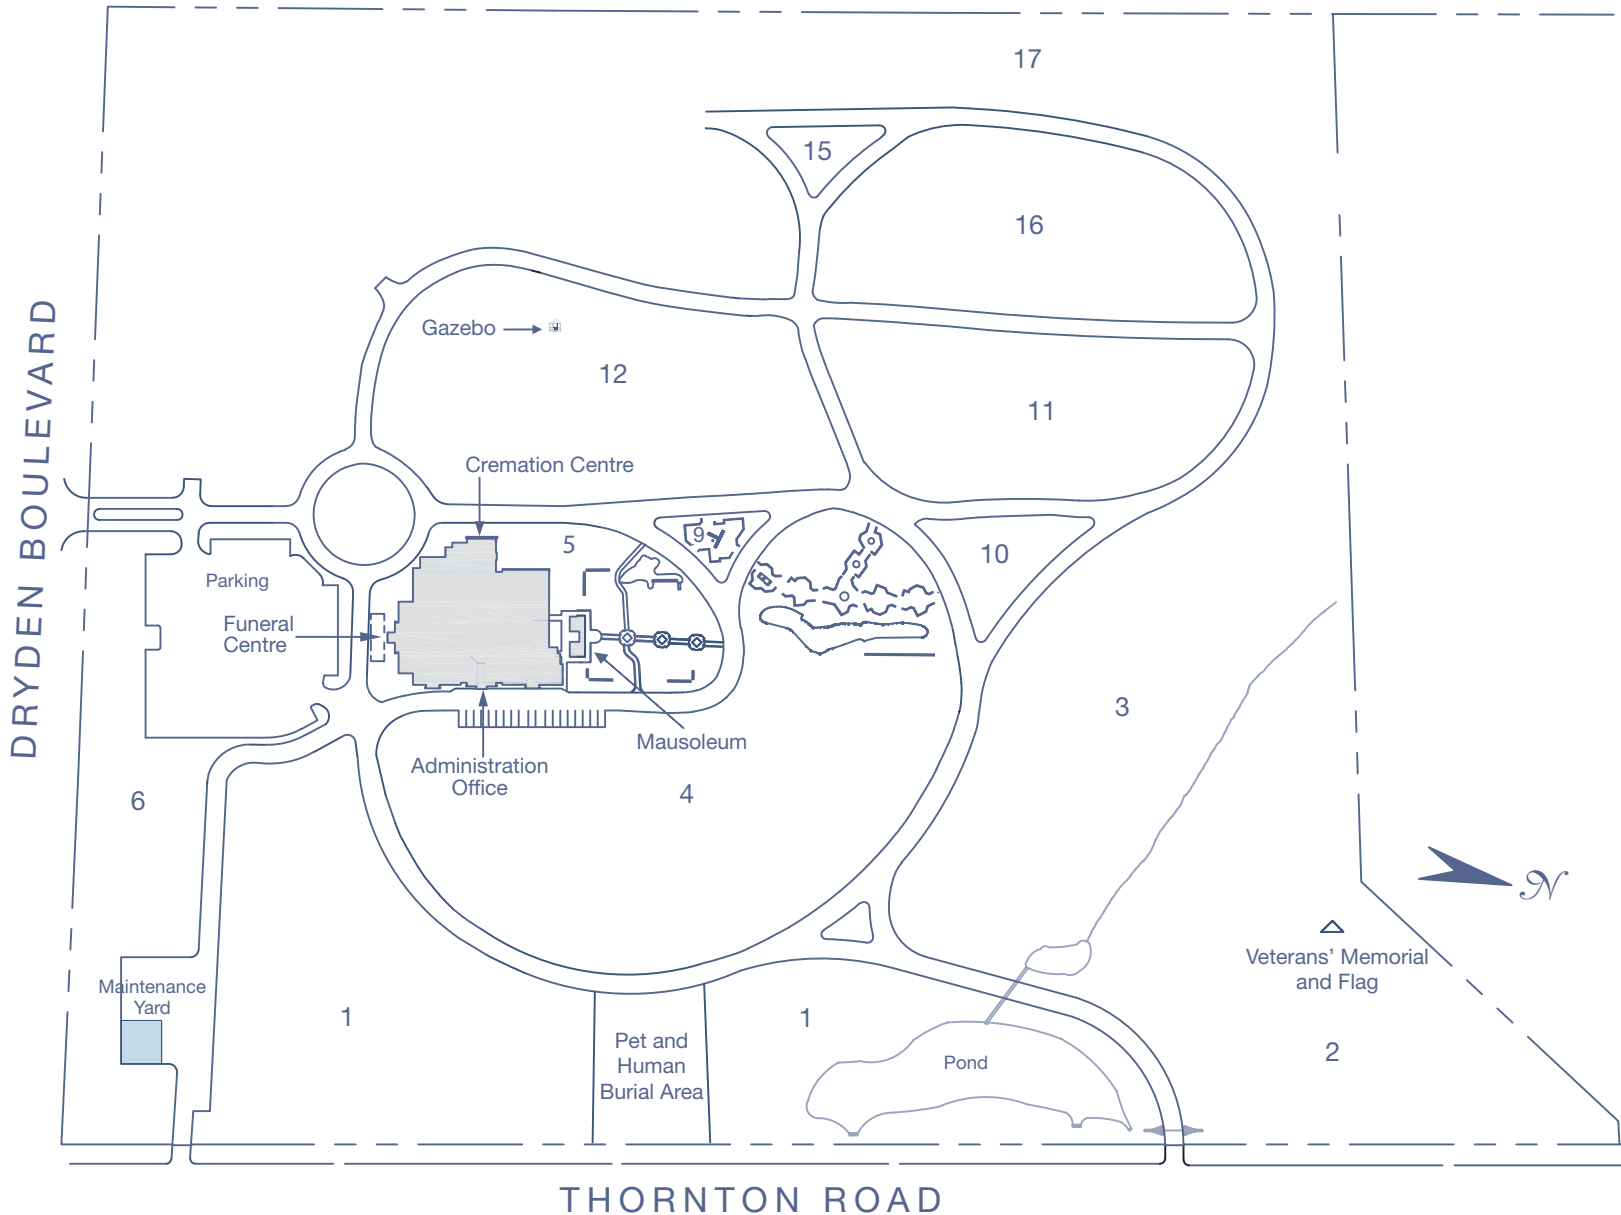 17
15
16
Gazebo
12
11
Cremation Centre
9
5
10
Parking
Funeral
Centre
3
Mausoleum
Administration
Office
4
6
DRYDEN BOULEVARD
N
Veterans’ Memorial
and Flag
Maintenance
Yard
1
1
Pet and
Human
Burial Area
Pond
2
THORNTON ROAD